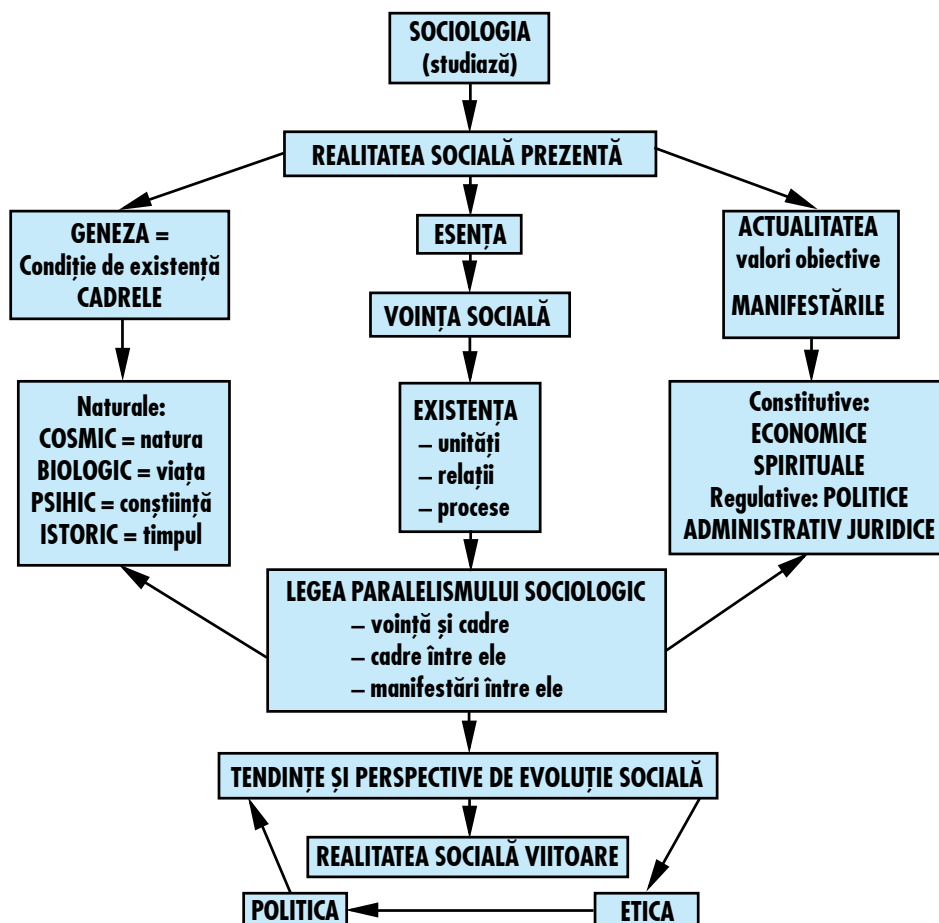 SOCIOLOGIA
(studiază)
REALITATEA SOCIALĂ PREZENTĂ
GENEZA =
Condiție de existență
CADRELE
ESENȚA
ACTUALITATEA
valori obiective
MANIFESTĂRILE
VOINȚA SOCIALĂ
Naturale:
COSMIC = natura
BIOLOGIC = viața
PSIHIC = conștiință
ISTORIC = timpul
EXISTENȚA
– unități
– relații
– procese
Constitutive:
ECONOMICE
SPIRITUALE
Regulative: POLITICE
ADMINISTRATIV JURIDICE
LEGEA PARALELISMULUI SOCIOLOGIC
– voință și cadre
– cadre între ele
– manifestări între ele
TENDINȚE ȘI PERSPECTIVE DE EVOLUȚIE SOCIALĂ
REALITATEA SOCIALĂ VIITOARE
POLITICA
ETICA